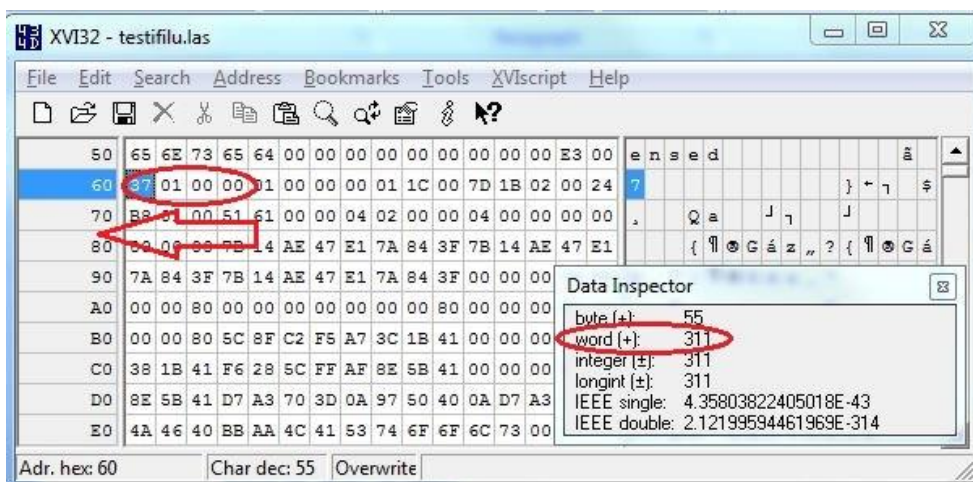 XVI32 - testifilu.las
File Edit Search Address Bookmarks Tools XVIscript Help
50 65 6E 73 65 64 00 00 00 00 00 00 00 00 00 E3 00 e n s e d ã
60 37 01 00 00 01 00 00 00 01 1C 00 7D 1B 02 00 24 7 } $
70 B8 00 51 61 00 00 04 02 00 00 04 00 00 00 00 ¸ Q a
80 7B 14 AE 47 E1 7A 84 3F 7B 14 AE 47 E1 { ¶ ® G á z „ ? { ¶ ® G á
90 7A 84 3F 7B 14 AE 47 E1 7A 84 3F 00 00 00
A0 00 00 80 00 00 00 00 00 00 00 80 00 00 00
B0 00 00 80 5C 8F C2 F5 A7 3C 1B 41 00 00 00
C0 38 1B 41 F6 28 5C FF AF 8E 5B 41 00 00 00
D0 8E 5B 41 D7 A3 70 3D 0A 97 50 40 0A D7 A3
E0 4A 46 40 BB AA 4C 41 53 74 6F 6F 6C 73 00
Data Inspector
byte (+): 55
word (+): 311
integer (±): 311
longint (±): 311
IEEE single: 4.35803822405018E-43
IEEE double: 2.12199594461969E-314
Adr. hex: 60 Char dec: 55 Overwrite